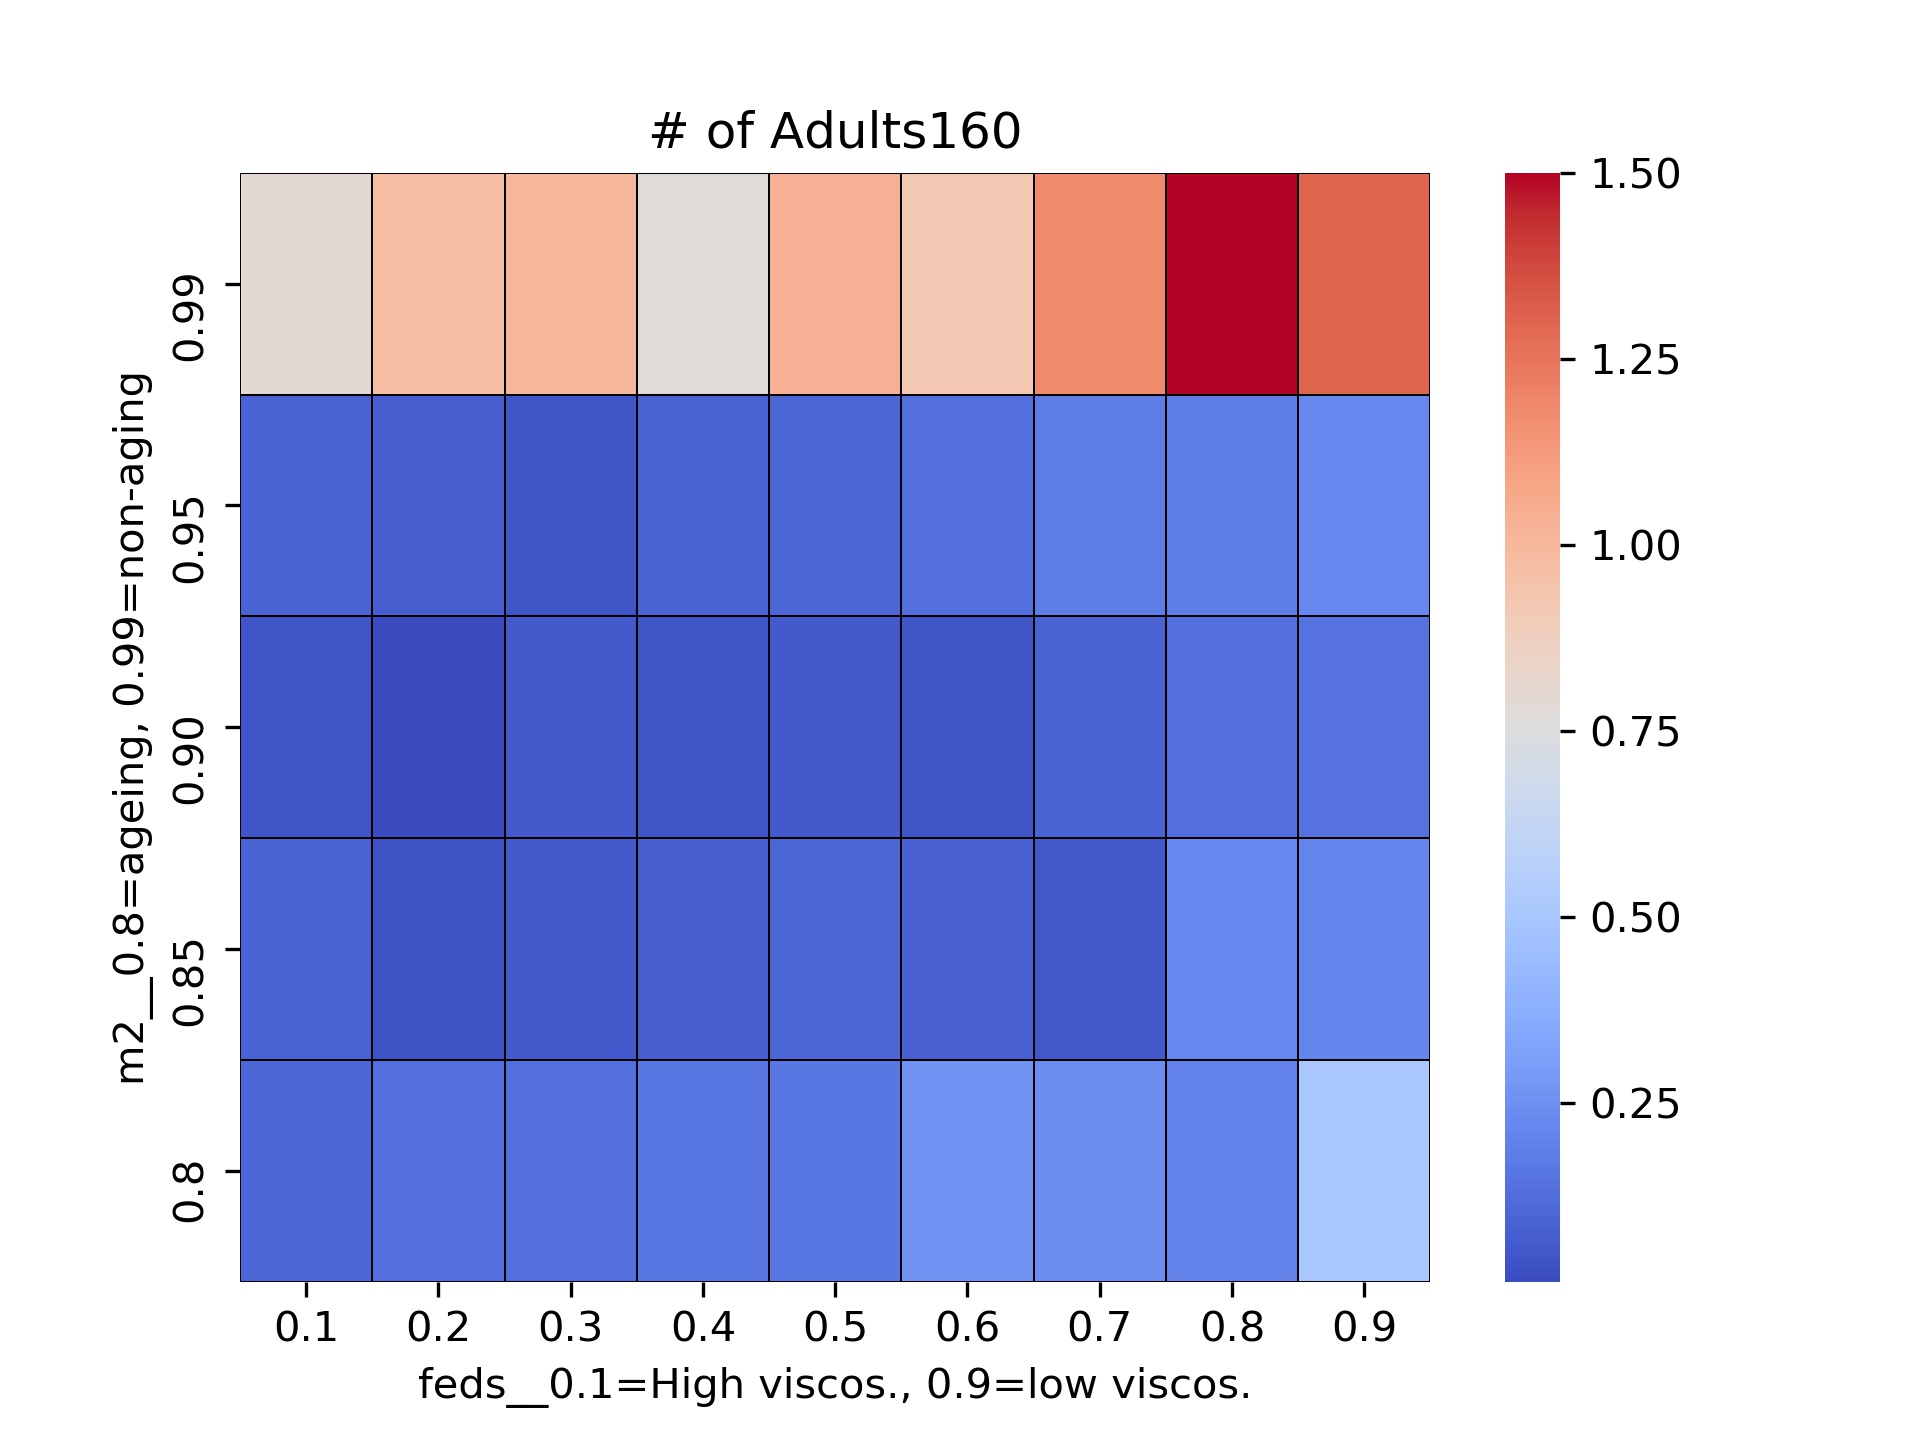 # of Adults160
m2__0.8=ageing, 0.99=non-aging
0.99
0.95
0.90
0.85
0.8
0.1 0.2 0.3 0.4 0.5 0.6 0.7 0.8 0.9
feds__0.1=High viscos., 0.9=low viscos.
1.50
1.25
1.00
0.75
0.50
0.25